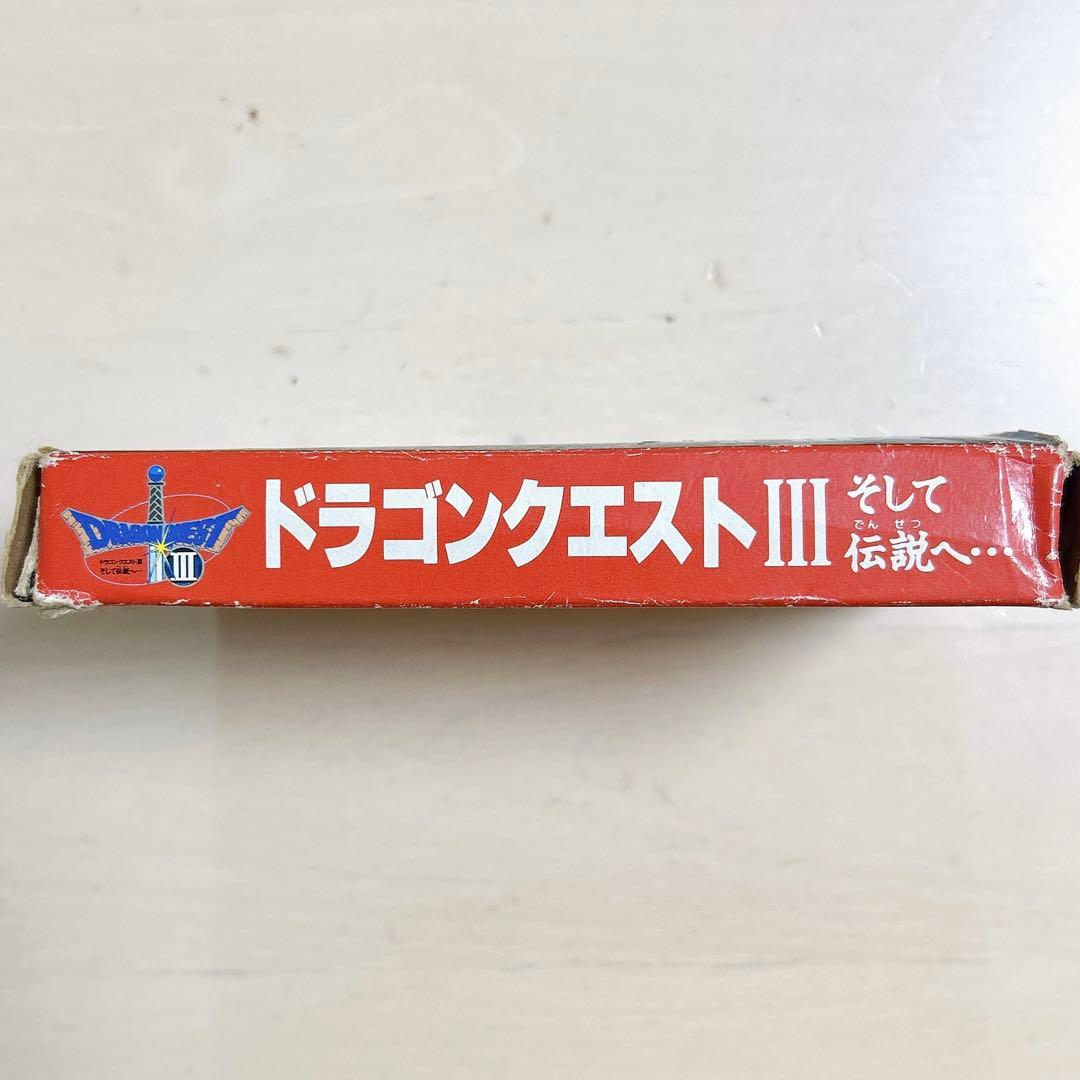 DRAGON QUEST
III
ドラゴンクエストIII
そして伝説へ…
ドラゴンクエストIII
そして
でんせつ
伝説へ…